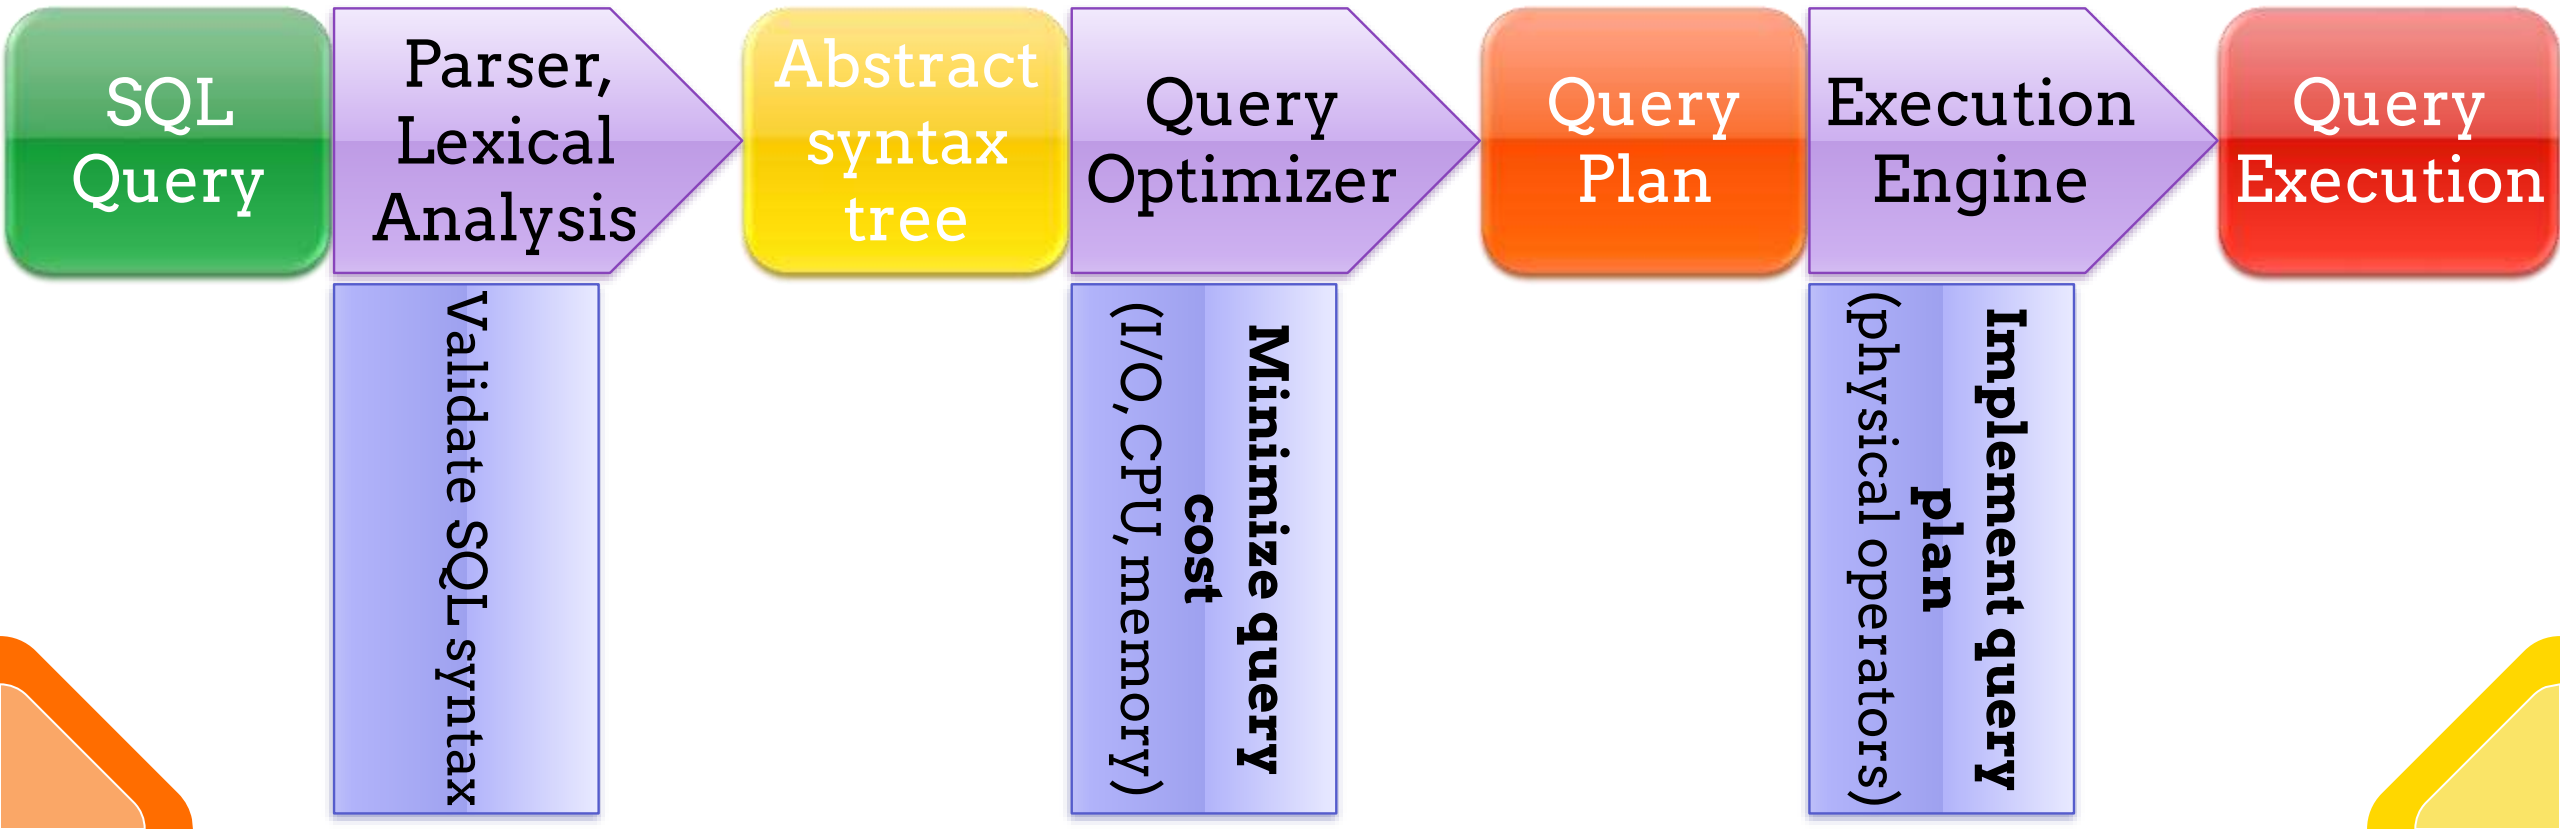 SQL
Query
Parser,
Lexical
Analysis
Abstract
syntax
tree
Query
Optimizer
Query
Plan
Execution
Engine
Query
Execution
Validate SQL syntax
Minimize query
cost
(I/O, CPU, memory)
Implement query
plan
(physical operators)